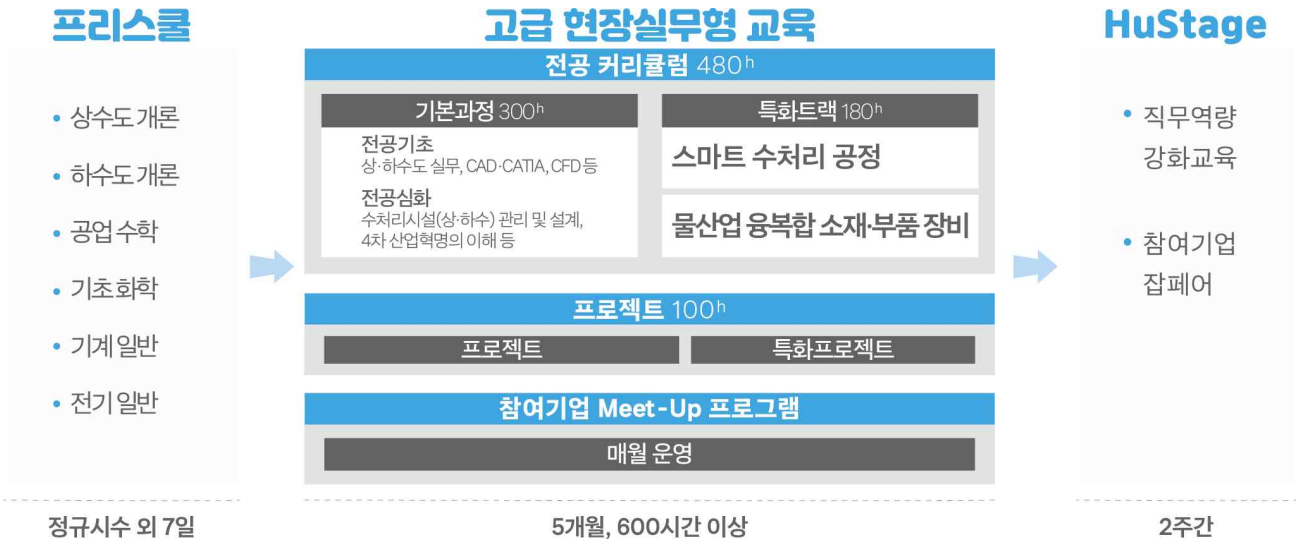 프리스쿨
• 상수도 개론
• 하수도 개론
• 공업 수학
• 기초 화학
• 기계 일반
• 전기 일반
정규시수 외 7일
고급 현장실무형 교육
전공 커리큘럼 480h
기본과정 300h
전공기초
상·하수도 실무, CAD·CATIA, CFD 등
전공심화
수처리시설(상·하수) 관리 및 설계,
4차 산업혁명의 이해 등
특화트랙 180h
스마트 수처리 공정
물산업 융복합 소재·부품 장비
프로젝트 100h
프로젝트
특화프로젝트
참여기업 Meet-Up 프로그램
매월 운영
5개월, 600시간 이상
HuStage
• 직무역량
강화교육
• 참여기업
잡페어
2주간